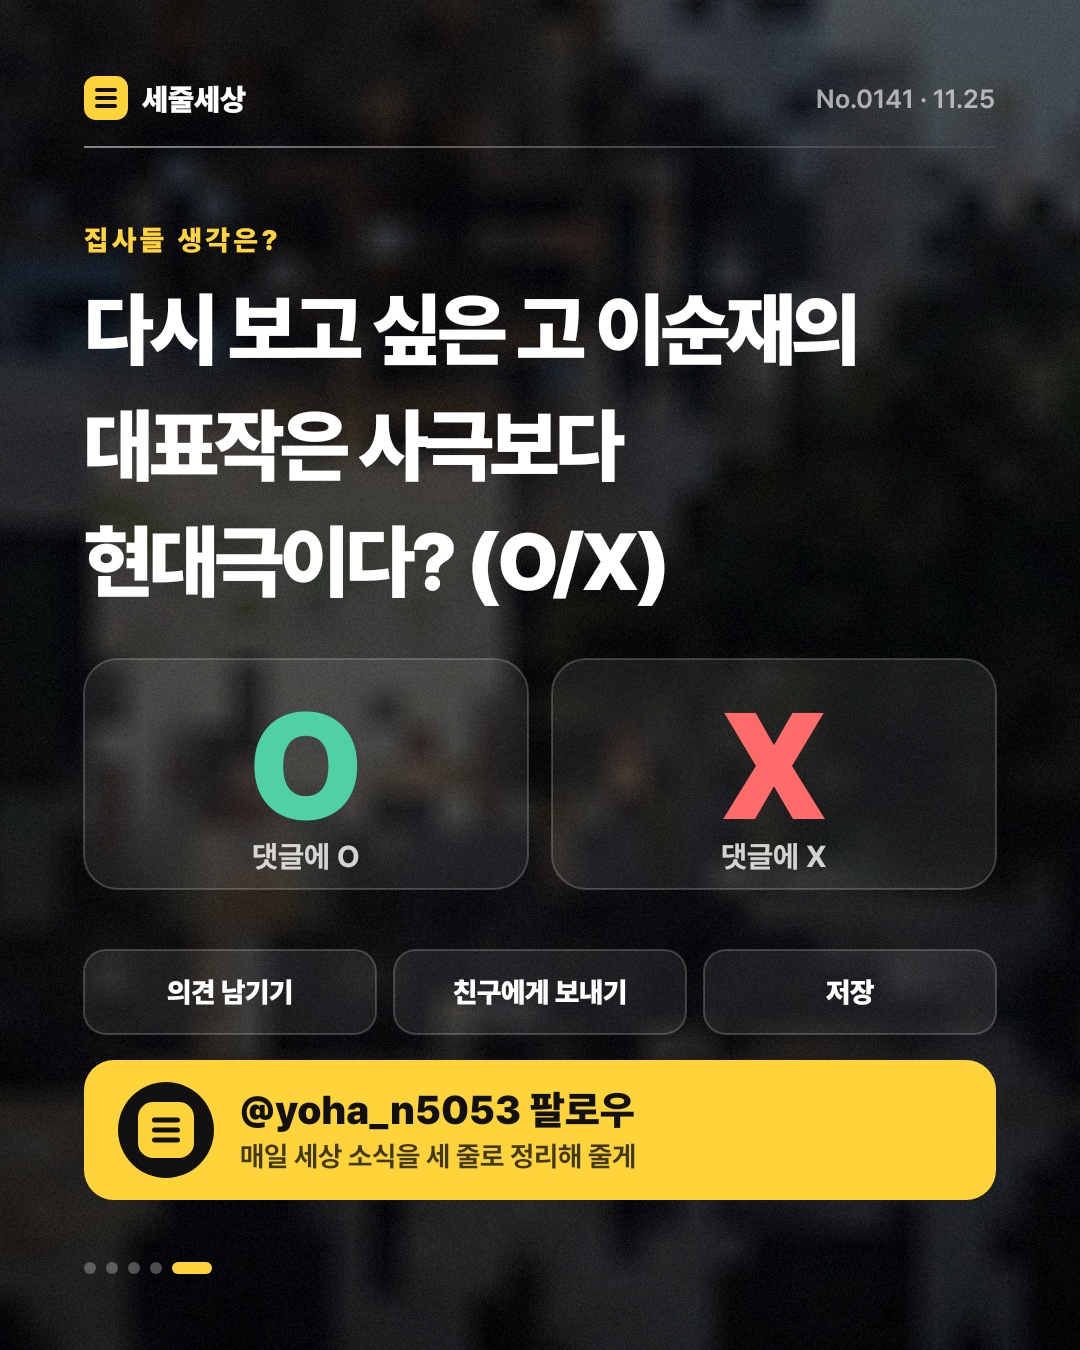 세줄세상
No.0141 · 11.25
집사들 생각은?
다시 보고 싶은 고 이순재의
대표작은 사극보다
현대극이다? (O/X)
O
댓글에 O
X
댓글에 X
의견 남기기
친구에게 보내기
저장
@yoha_n5053 팔로우
매일 세상 소식을 세 줄로 정리해 줄게